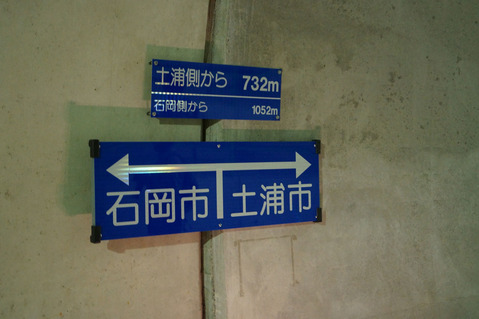 土浦側から 732m
石岡側から 1052m
石岡市 土浦市